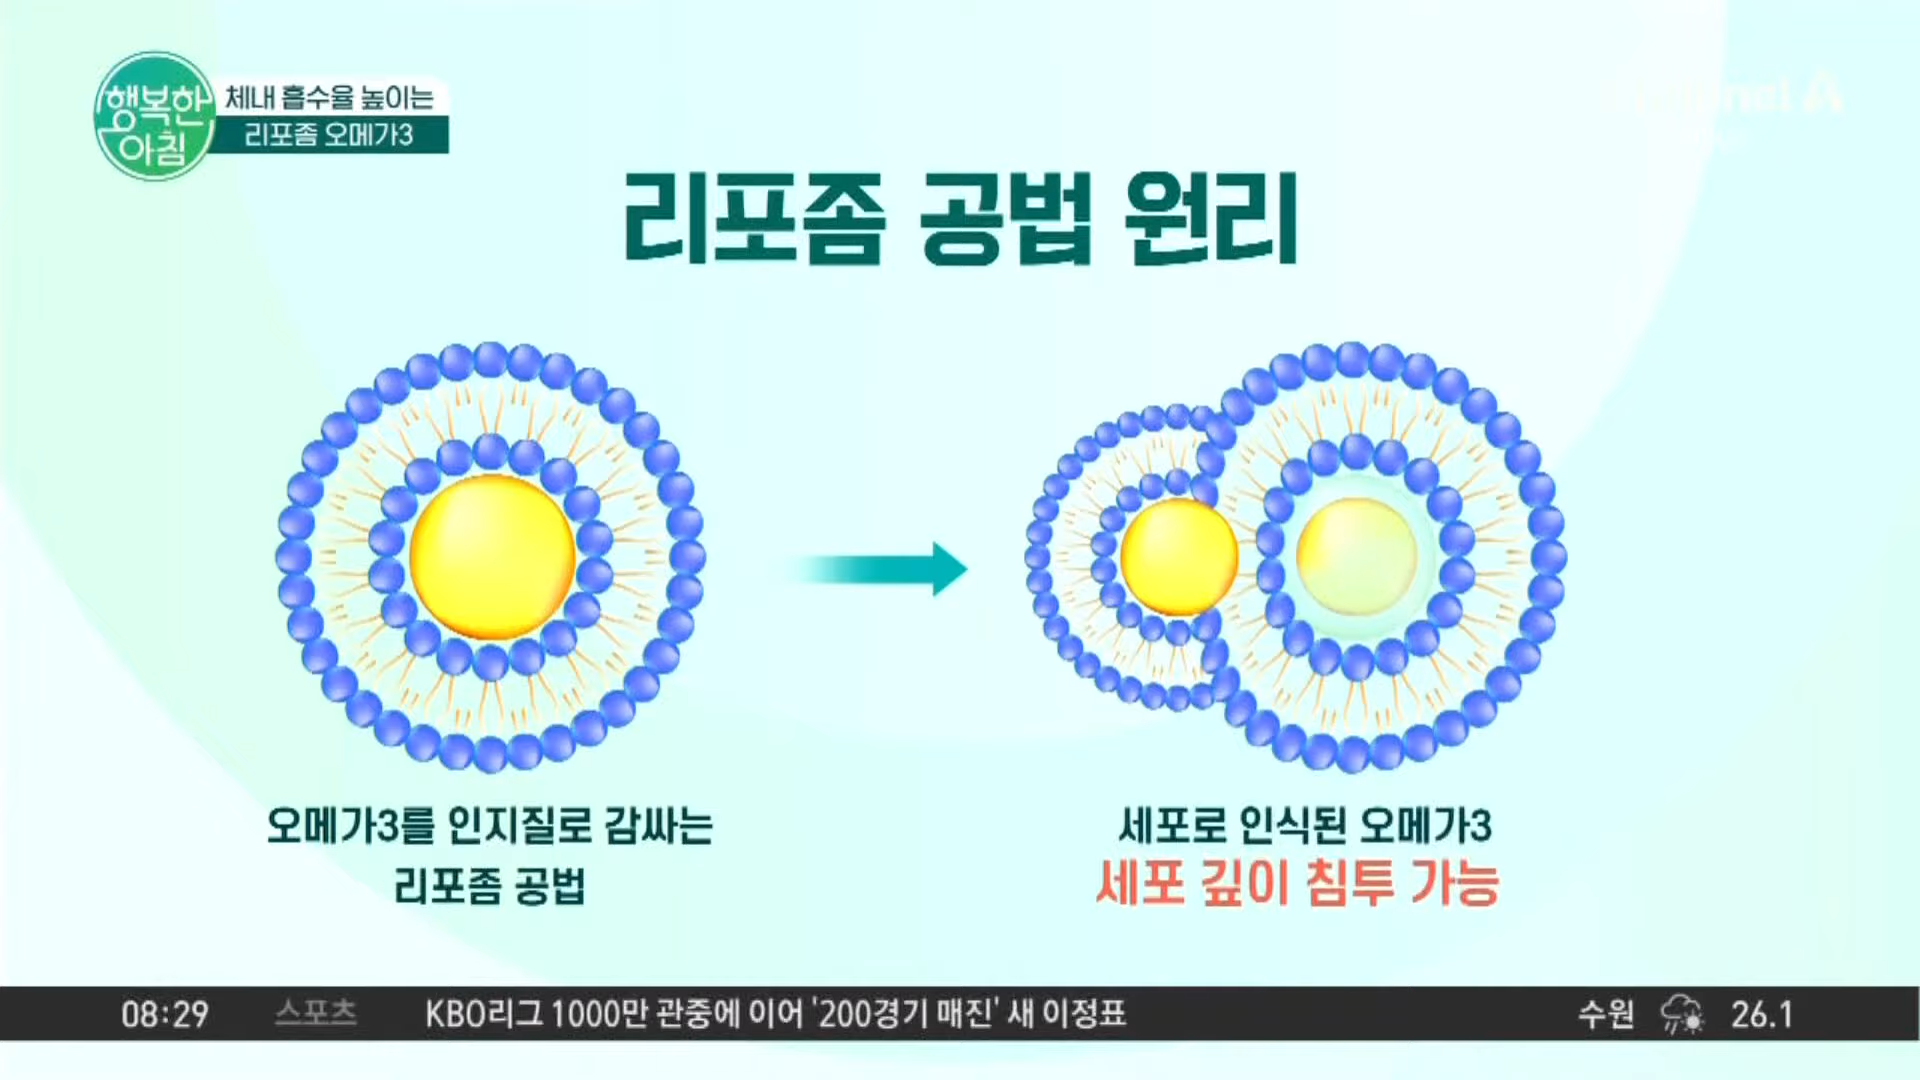 행복한
아침
체내 흡수율 높이는
리포좀 오메가3
리포좀 공법 원리
오메가3를 인지질로 감싸는
리포좀 공법
세포로 인식된 오메가3
세포 깊이 침투 가능
08:29 스포츠 KBO리그 1000만 관중에 이어 '200경기 매진' 새 이정표 수원 26.1